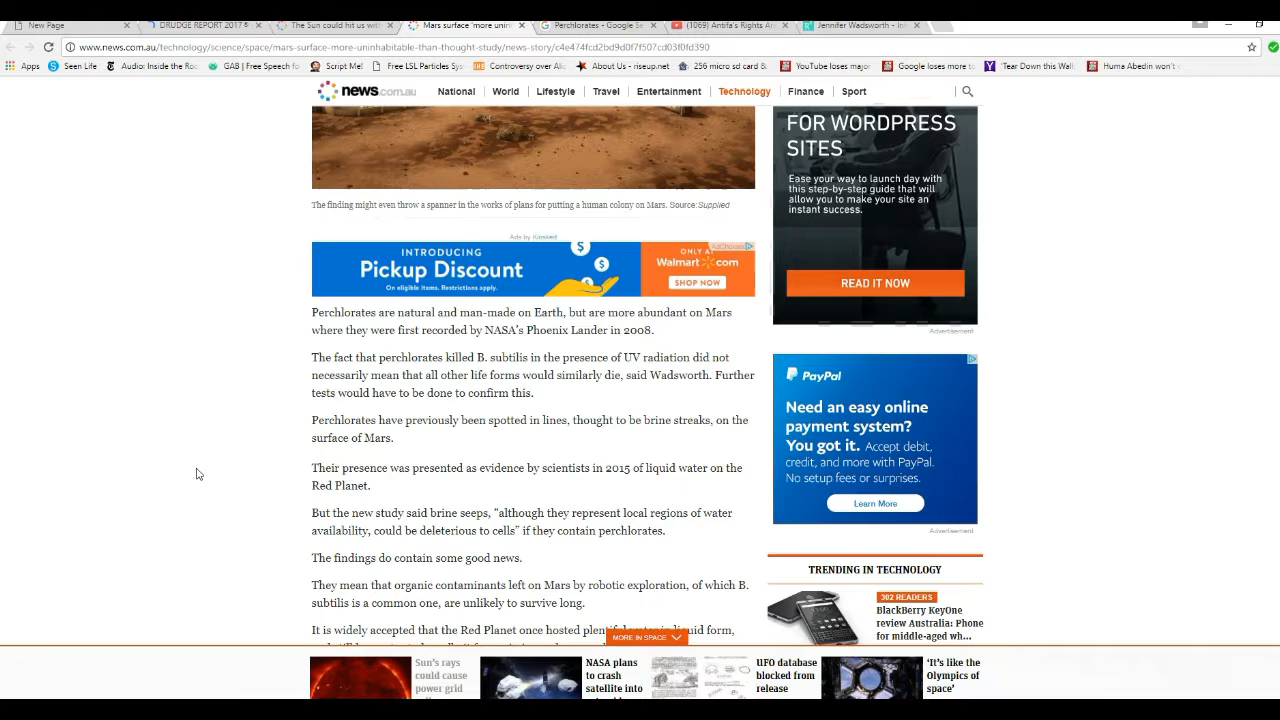 New Page
DRUDGE REPORT 2017®
The Sun could hit us with
Mars surface 'more unin
Perchlorates - Google Se
(1069) Antifa's Rights Are
Jennifer Wadsworth - In
www.news.com.au/technology/science/space/mars-surface-more-uninhabitable-than-thought-study/news-story/c4e474fcd2bd9d0f7f507cd03f0fd390
Apps
Seen Life
Audio: Inside the Ro
GAB | Free Speech fo
Script Me!
Free LSL Particles Sys
Controversy over Ali
About Us - riseup.net
256 micro sd card &
YouTube loses major
Google loses more to
'Tear Down this Wall
Huma Abedin won't
news.com.au
National World Lifestyle Travel Entertainment Technology Finance Sport
The finding might even throw a spanner in the works of plans for putting a human colony on Mars. Source: Supplied
Ads by Kiosked
INTRODUCING
Pickup Discount
On eligible items. Restrictions apply.
ONLY AT
Walmart.com
SHOP NOW
AdChoices
Perchlorates are natural and man-made on Earth, but are more abundant on Mars
where they were first recorded by NASA's Phoenix Lander in 2008.
The fact that perchlorates killed B. subtilis in the presence of UV radiation did not
necessarily mean that all other life forms would similarly die, said Wadsworth. Further
tests would have to be done to confirm this.
Perchlorates have previously been spotted in lines, thought to be brine streaks, on the
surface of Mars.
Their presence was presented as evidence by scientists in 2015 of liquid water on the
Red Planet.
But the new study said brine seeps, "although they represent local regions of water
availability, could be deleterious to cells" if they contain perchlorates.
The findings do contain some good news.
They mean that organic contaminants left on Mars by robotic exploration, of which B.
subtilis is a common one, are unlikely to survive long.
It is widely accepted that the Red Planet once hosted plentiful water in liquid form,
FOR WORDPRESS
SITES
Ease your way to launch day with
this step-by-step guide that will
allow you to make your site an
instant success.
READ IT NOW
Advertisement
PayPal
Need an easy online
payment system?
You got it. Accept debit,
credit, and more with PayPal.
No setup fees or surprises.
Learn More
Advertisement
TRENDING IN TECHNOLOGY
302 READERS
BlackBerry KeyOne
review Australia: Phone
for middle-aged wh...
MORE IN SPACE
Sun's rays
could cause
power grid
NASA plans
to crash
satellite into
UFO database
blocked from
release
'It's like the
Olympics of
space'